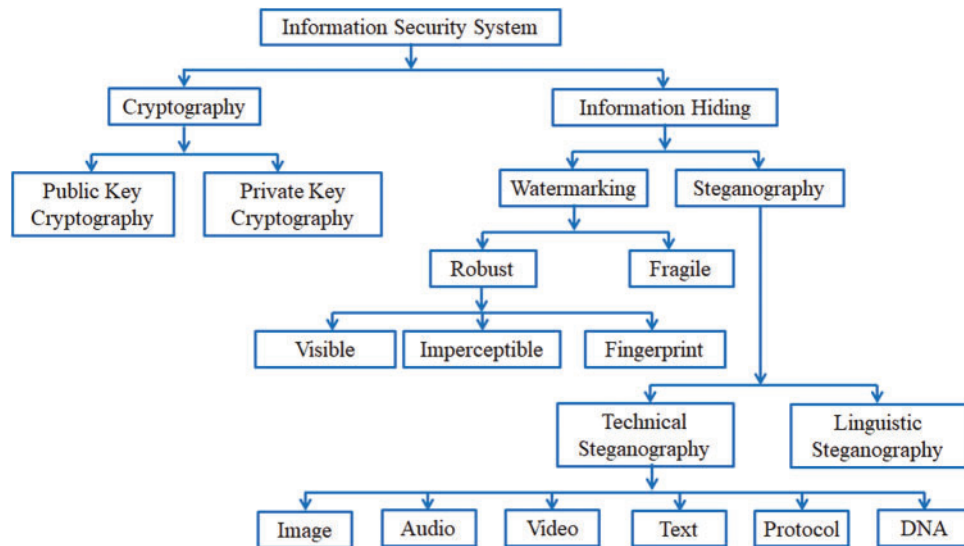 Information Security System
Cryptography
Information Hiding
Public Key
Cryptography
Private Key
Cryptography
Watermarking
Steganography
Robust
Fragile
Visible
Imperceptible
Fingerprint
Technical
Steganography
Linguistic
Steganography
Image
Audio
Video
Text
Protocol
DNA